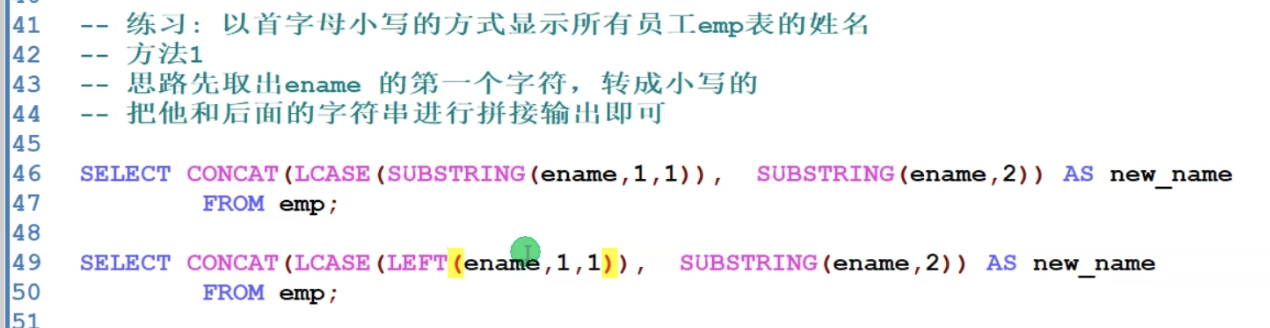 41 -- 练习: 以首字母小写的方式显示所有员工emp表的姓名
42 -- 方法1
43 -- 思路先取出ename 的第一个字符，转成小写的
44 -- 把他和后面的字符串进行拼接输出即可
45
46 SELECT CONCAT(LCASE(SUBSTRING(ename,1,1)), SUBSTRING(ename,2)) AS new_name
47 FROM emp;
48
49 SELECT CONCAT(LCASE(LEFT(ename,1,1)), SUBSTRING(ename,2)) AS new_name
50 FROM emp;
51